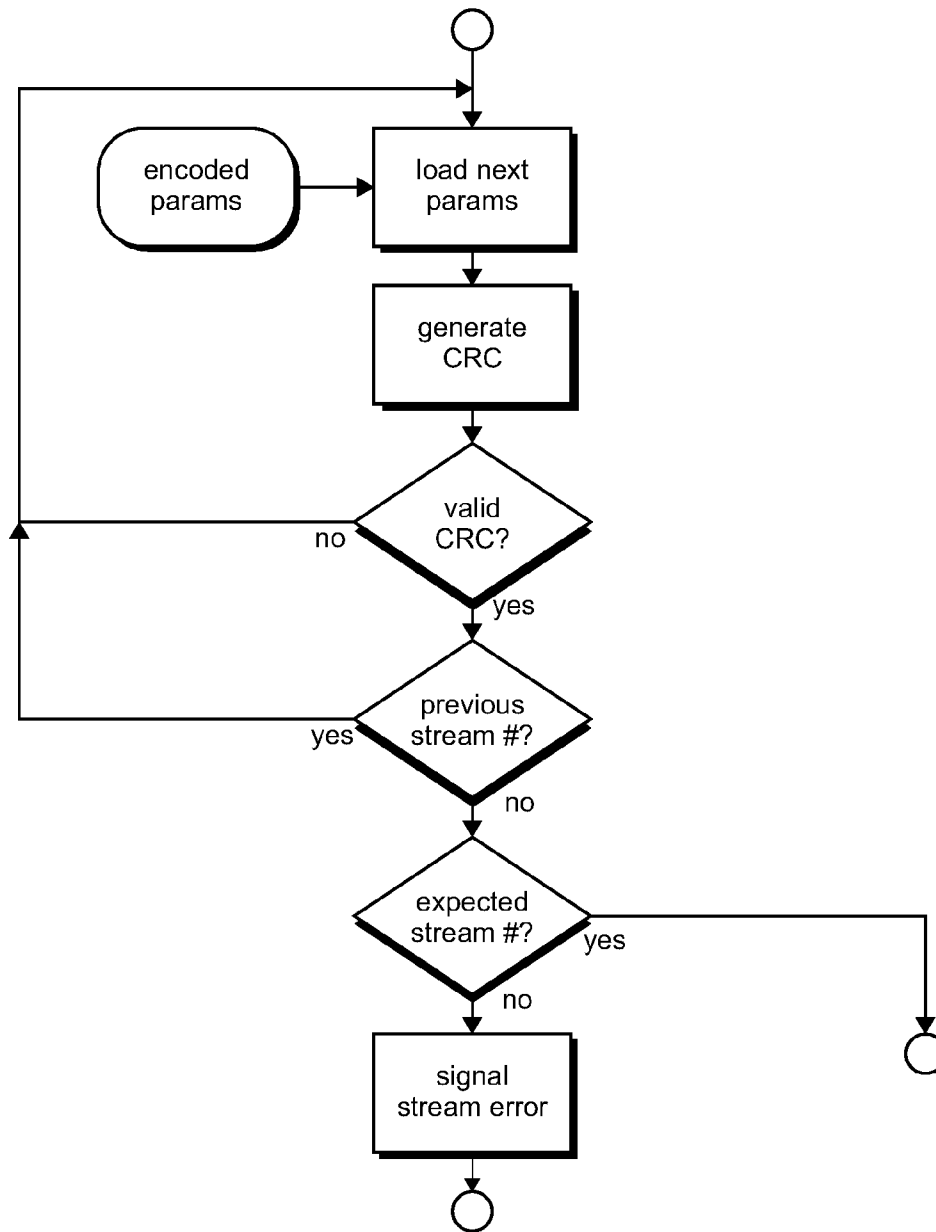 encoded
params
load next
params
generate
CRC
valid
CRC?
no
yes
previous
stream #?
yes
no
expected
stream #?
yes
no
signal
stream error